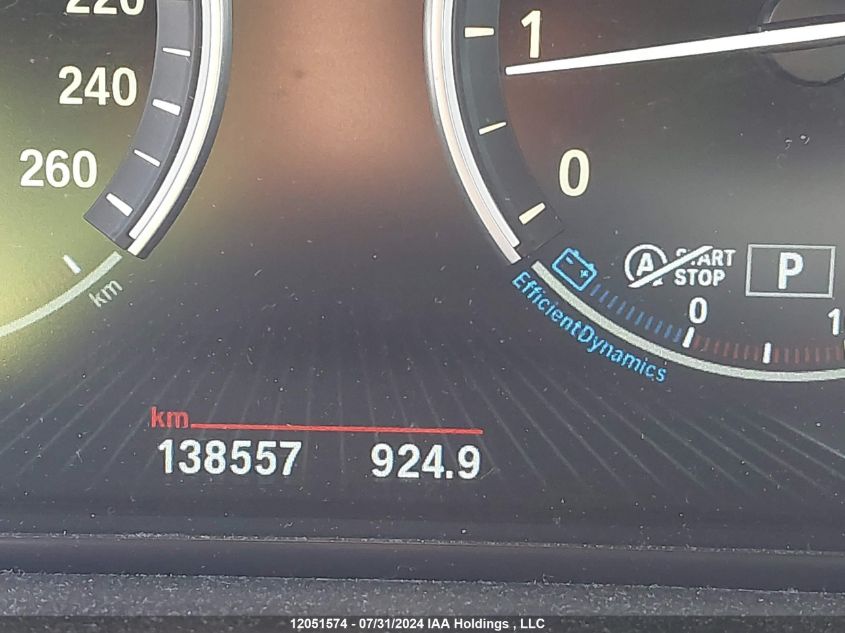 220
240
260
km
1
0
A
START
STOP
P
EfficientDynamics
0
1
km
138557 924.9
12051574 - 07/31/2024 IAA Holdings , LLC